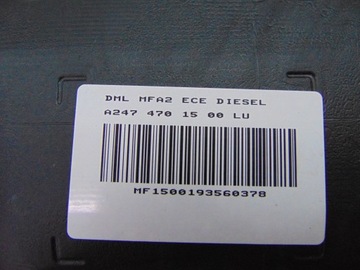 DML MFA2 ECE DIESEL
A247 470 15 00 LU
MF1500193560378